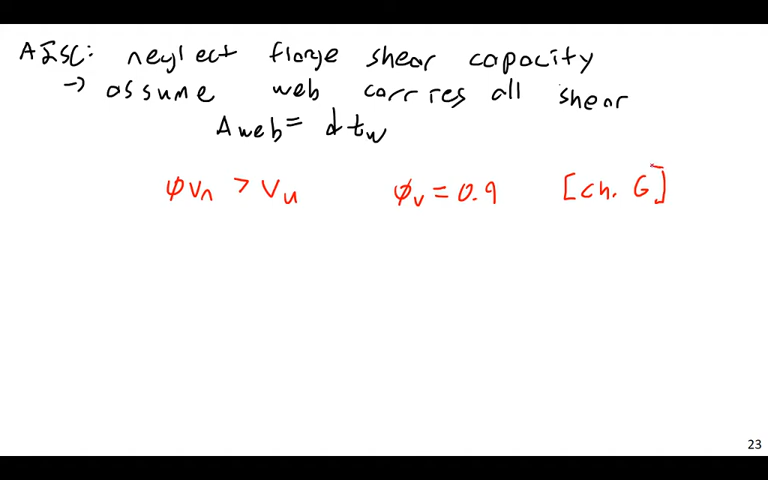 AISC: neglect flange shear capacity
→ assume web carries all shear
Aweb = d tw
φVn > Vu φv = 0.9 [ch. G]
23